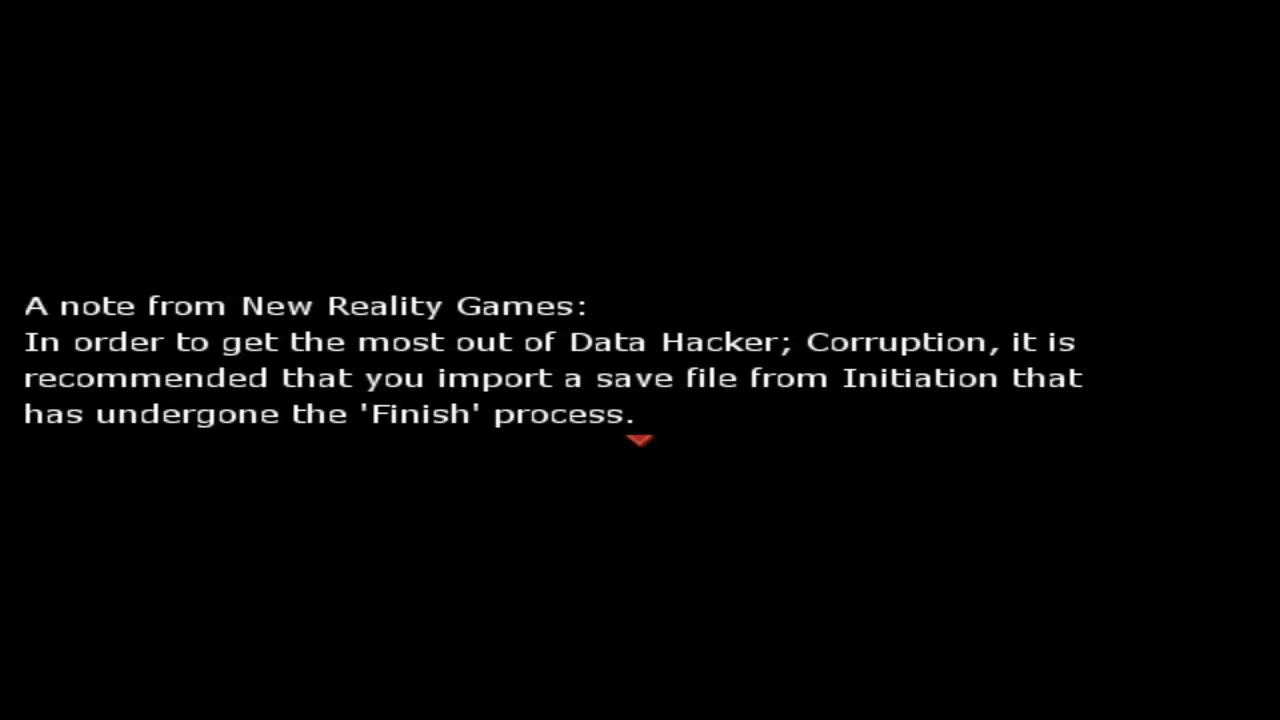 A note from New Reality Games:
In order to get the most out of Data Hacker; Corruption, it is
recommended that you import a save file from Initiation that
has undergone the 'Finish' process.